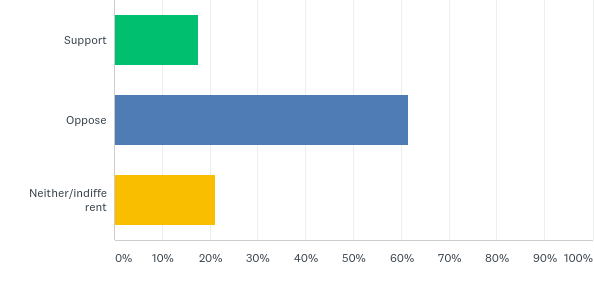 Support
Oppose
Neither/indiffe
rent
0% 10% 20% 30% 40% 50% 60% 70% 80% 90% 100%